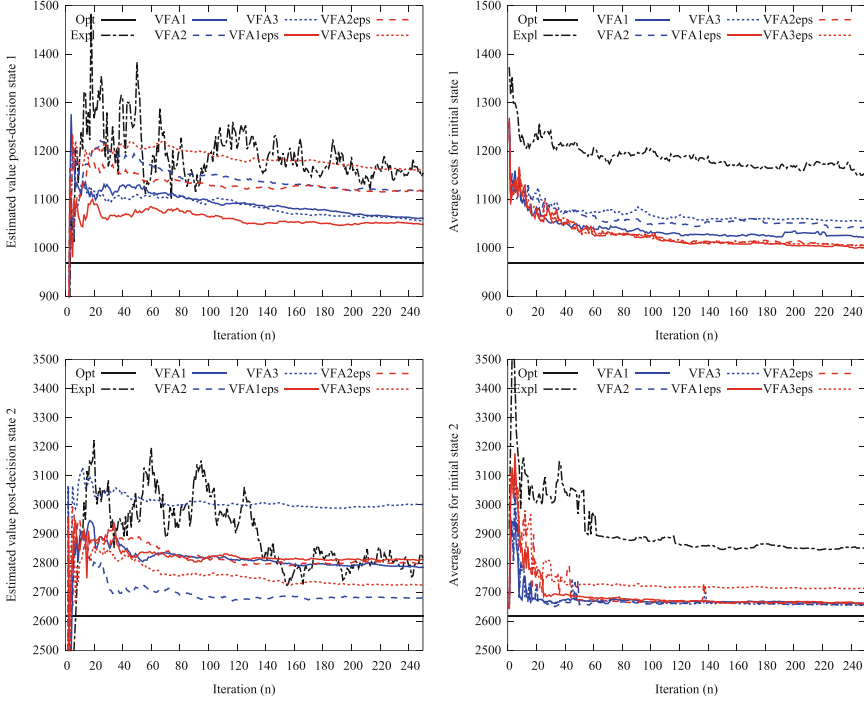 Opt VFA1 VFA3 VFA2eps
Expl VFA2 VFA1eps VFA3eps
1500
1400
1300
1200
1100
1000
900
0 20 40 60 80 100 120 140 160 180 200 220 240
Iteration (n)
Estimated value post-decision state 1
Opt VFA1 VFA3 VFA2eps
Expl VFA2 VFA1eps VFA3eps
1500
1400
1300
1200
1100
1000
900
0 20 40 60 80 100 120 140 160 180 200 220 240
Iteration (n)
Average costs for initial state 1
Opt VFA1 VFA3 VFA2eps
Expl VFA2 VFA1eps VFA3eps
3500
3400
3300
3200
3100
3000
2900
2800
2700
2600
2500
0 20 40 60 80 100 120 140 160 180 200 220 240
Iteration (n)
Estimated value post-decision state 2
Opt VFA1 VFA3 VFA2eps
Expl VFA2 VFA1eps VFA3eps
3500
3400
3300
3200
3100
3000
2900
2800
2700
2600
2500
0 20 40 60 80 100 120 140 160 180 200 220 240
Iteration (n)
Average costs for initial state 2